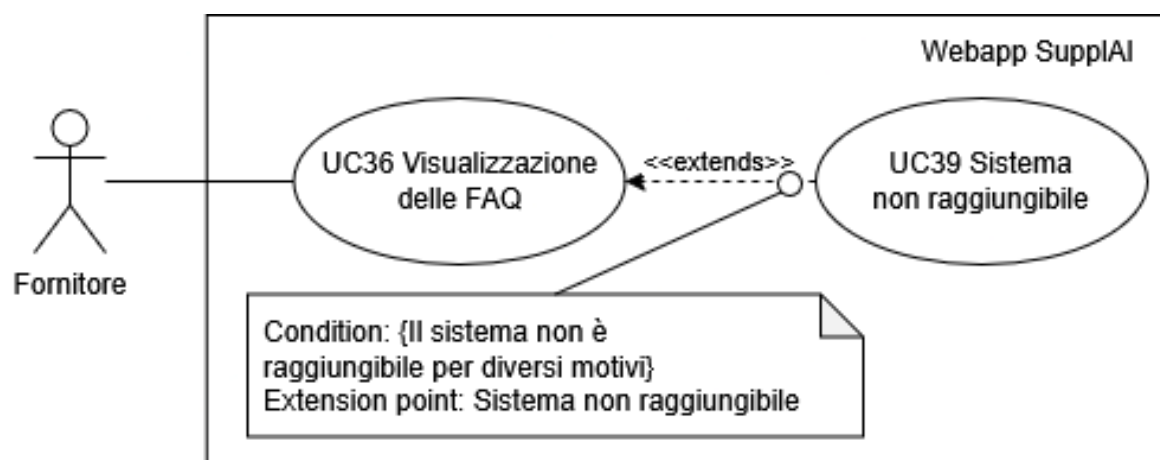 Webapp SupplAI
UC36 Visualizzazione
delle FAQ
<<extends>>
UC39 Sistema
non raggiungibile
Fornitore
Condition: {Il sistema non è
raggiungibile per diversi motivi}
Extension point: Sistema non raggiungibile